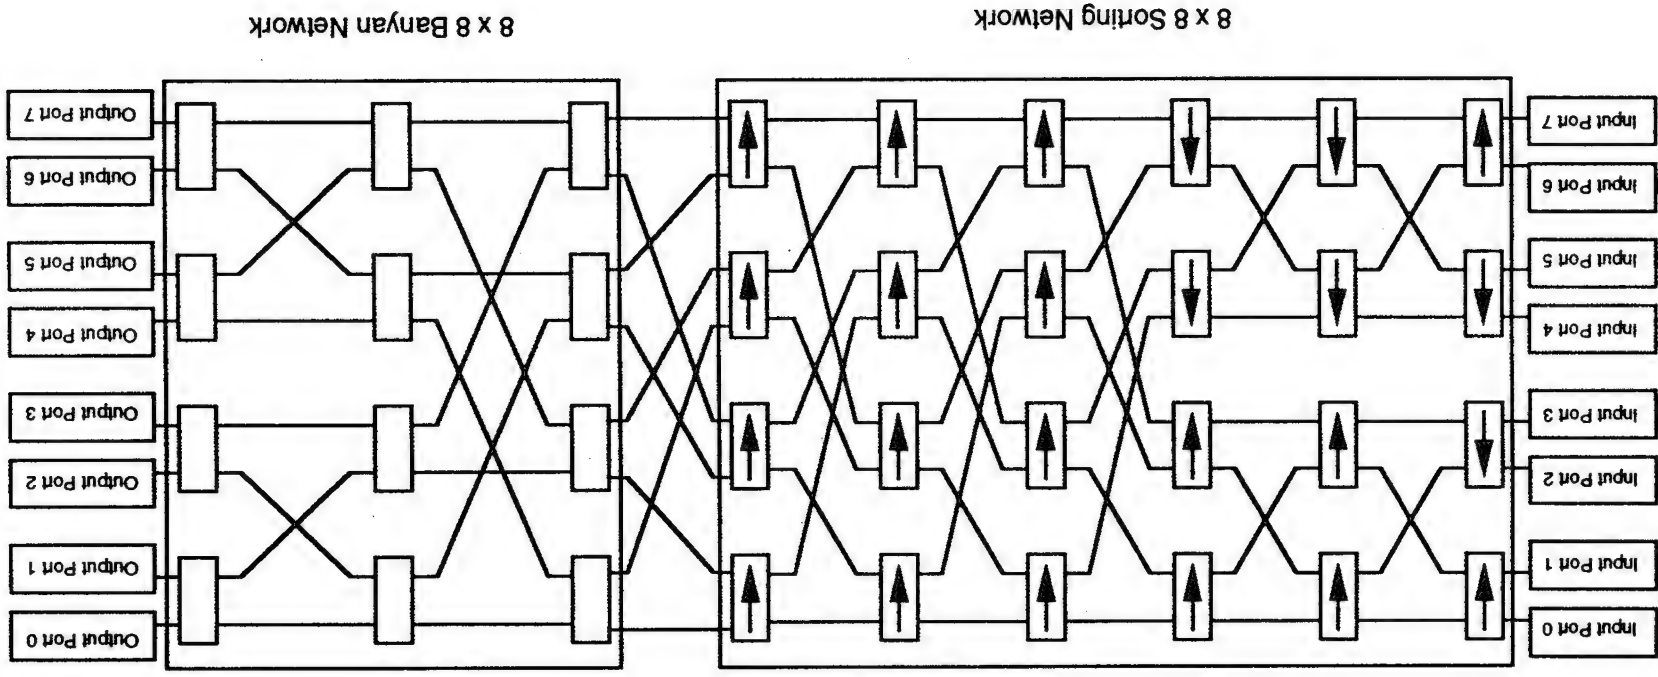 Input Port 0
Input Port 1
Input Port 2
Input Port 3
Input Port 4
Input Port 5
Input Port 6
Input Port 7
Output Port 0
Output Port 1
Output Port 2
Output Port 3
Output Port 4
Output Port 5
Output Port 6
Output Port 7
8 x 8 Sorting Network
8 x 8 Banyan Network